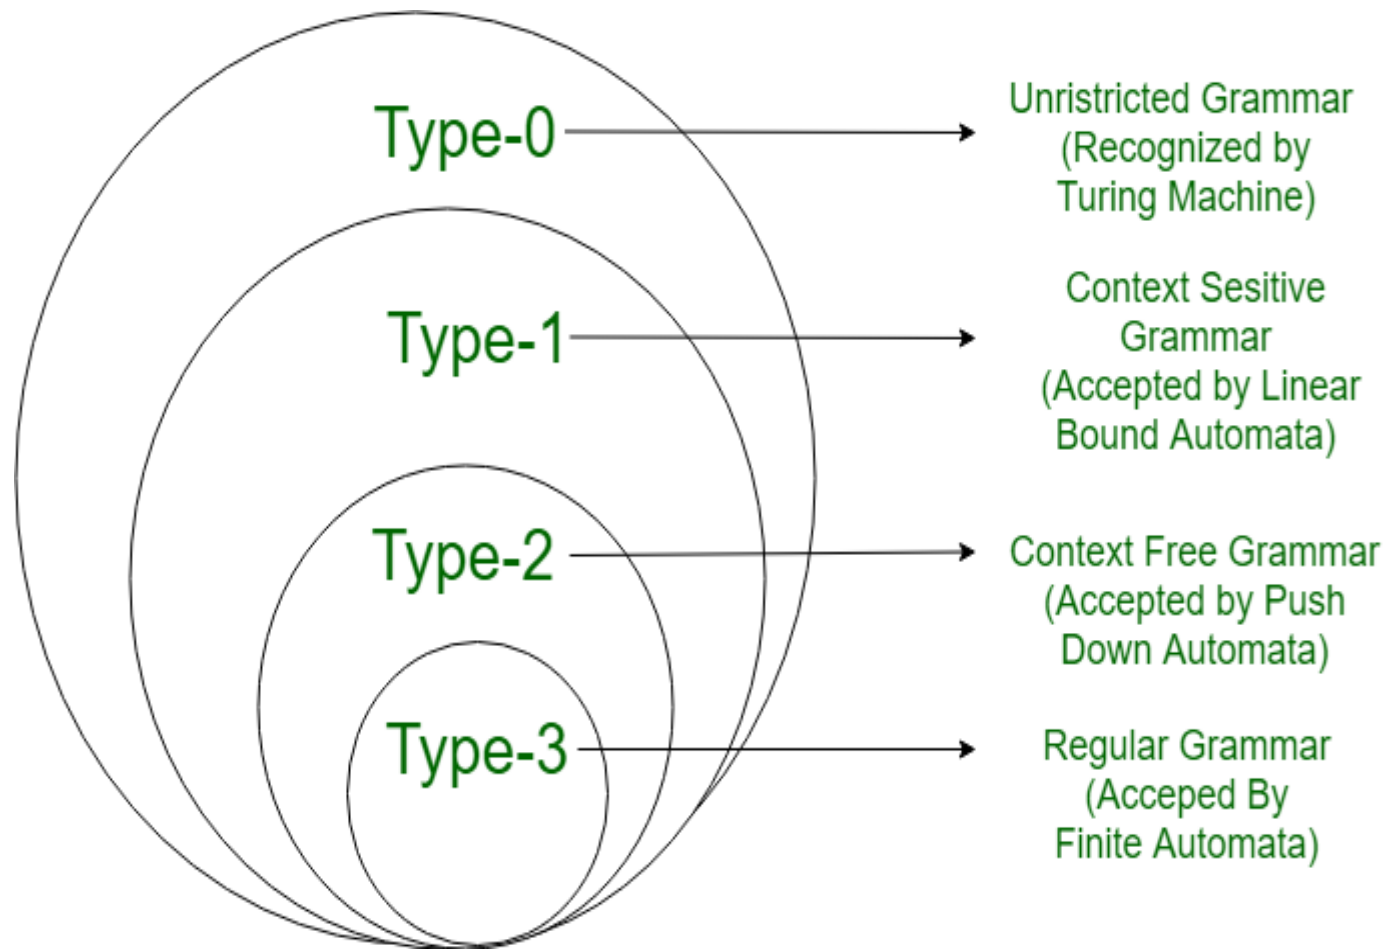 Type-0
Unristricted Grammar
(Recognized by
Turing Machine)
Type-1
Context Sesitive
Grammar
(Accepted by Linear
Bound Automata)
Type-2
Context Free Grammar
(Accepted by Push
Down Automata)
Type-3
Regular Grammar
(Acceped By
Finite Automata)